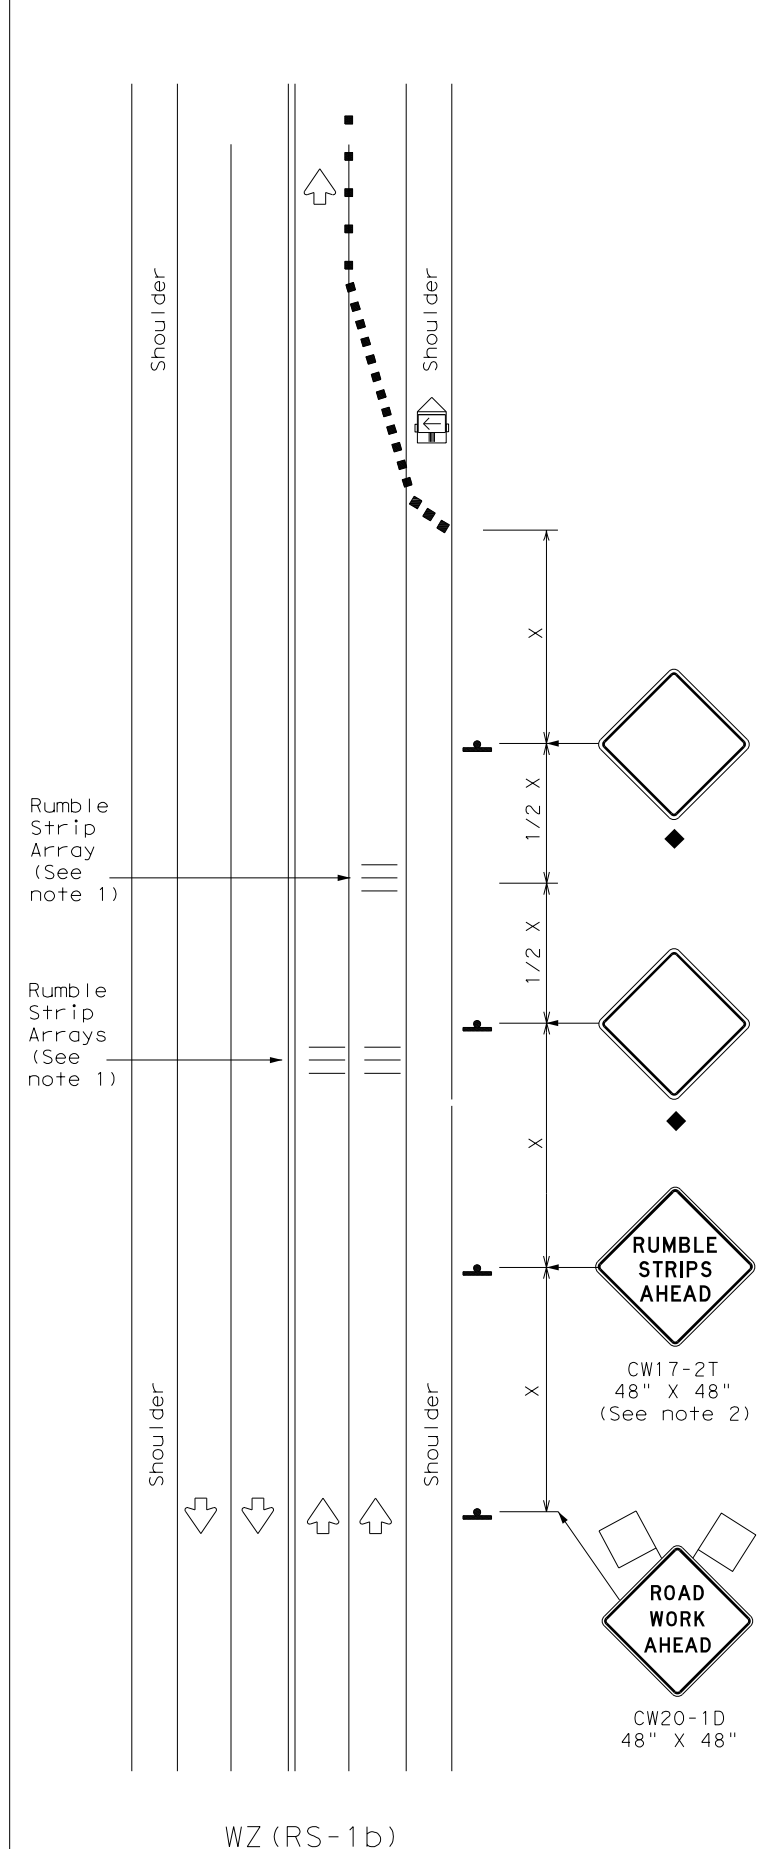 Shoulder
Shoulder
X
1/2 X
Rumble
Strip
Array
(See
note 1)
1/2 X
Rumble
Strip
Arrays
(See
note 1)
X
RUMBLE
STRIPS
AHEAD
CW17-2T
48" X 48"
(See note 2)
X
Shoulder
Shoulder
ROAD
WORK
AHEAD
CW20-1D
48" X 48"
WZ(RS-1b)